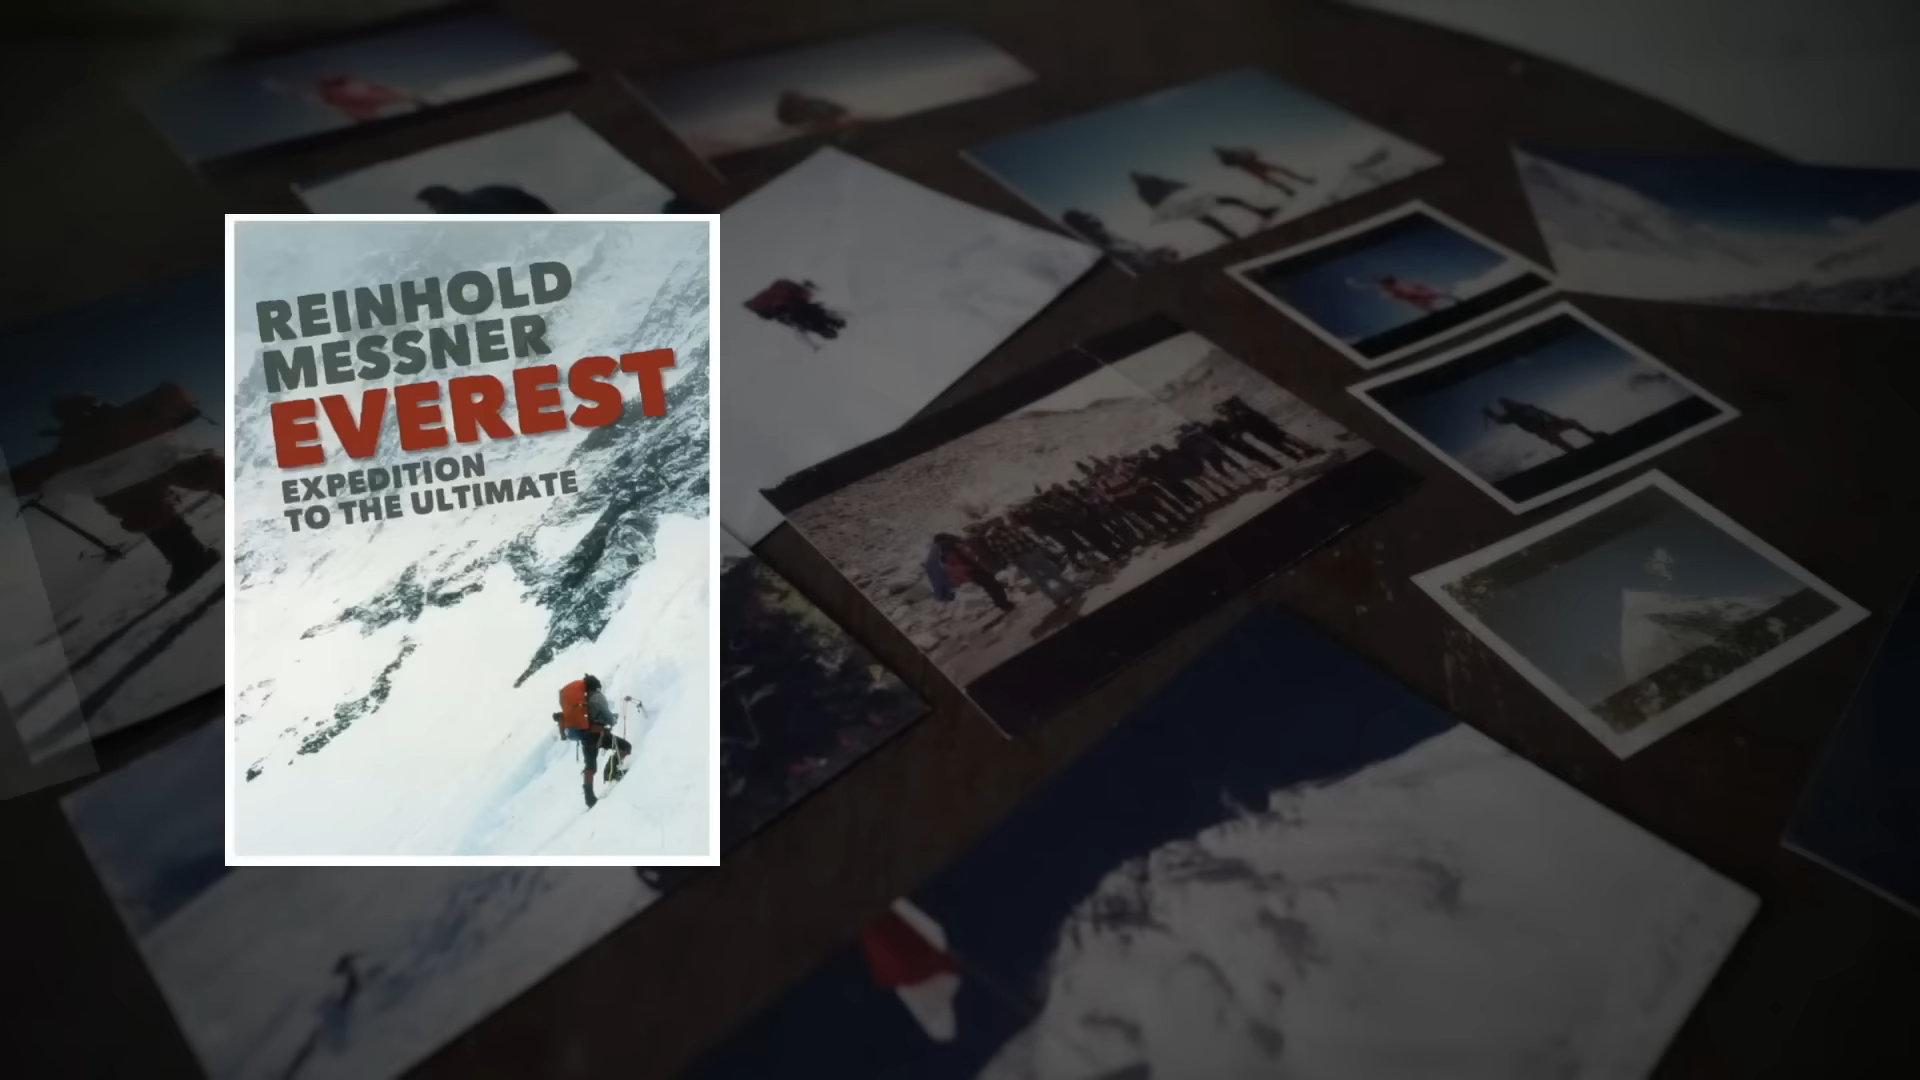 REINHOLD
MESSNER
EVEREST
EXPEDITION
TO THE ULTIMATE